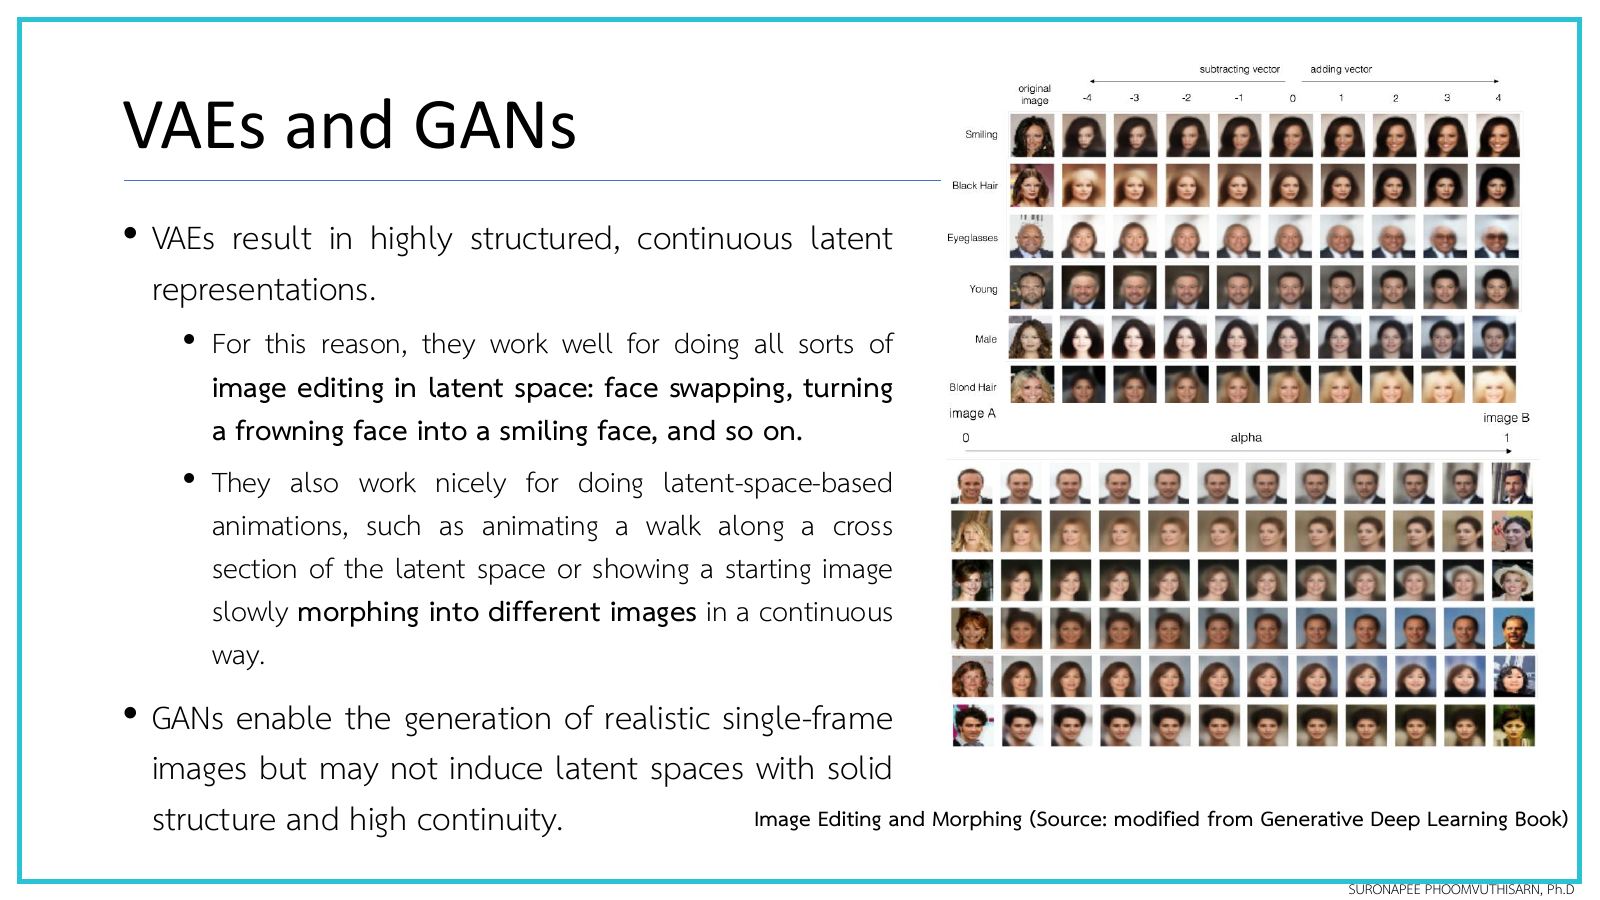 VAEs and GANs
• VAEs result in highly structured, continuous latent
representations.
• For this reason, they work well for doing all sorts of
image editing in latent space: face swapping, turning
a frowning face into a smiling face, and so on.
• They also work nicely for doing latent-space-based
animations, such as animating a walk along a cross
section of the latent space or showing a starting image
slowly morphing into different images in a continuous
way.
• GANs enable the generation of realistic single-frame
images but may not induce latent spaces with solid
structure and high continuity.
subtracting vector adding vector
original
image -4 -3 -2 -1 0 1 2 3 4
Smiling
Black Hair
Eyeglasses
Young
Male
Blond Hair
image A image B
0 alpha 1
Image Editing and Morphing (Source: modified from Generative Deep Learning Book)
SURONAPEE PHOOMVUTHISARN, Ph.D